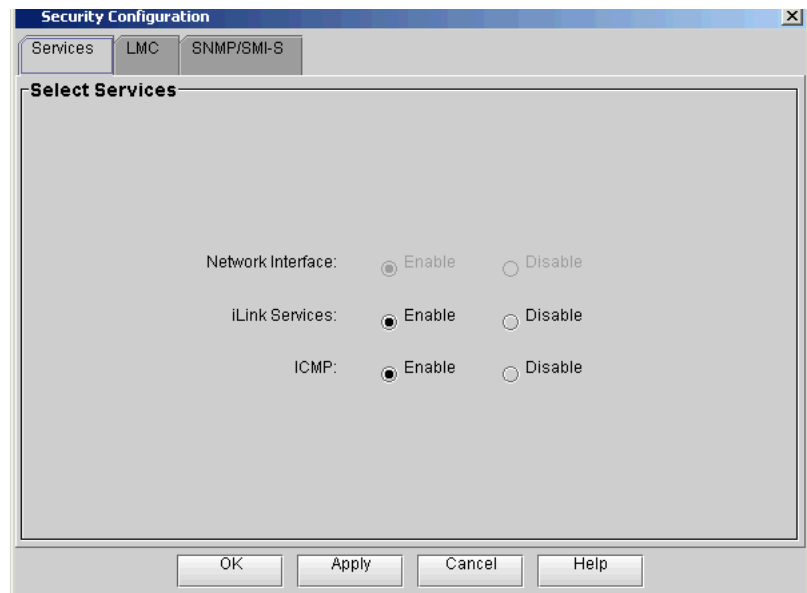 Security Configuration
Services LMC SNMP/SMI-S
Select Services
Network Interface: Enable Disable
iLink Services: Enable Disable
ICMP: Enable Disable
OK Apply Cancel Help